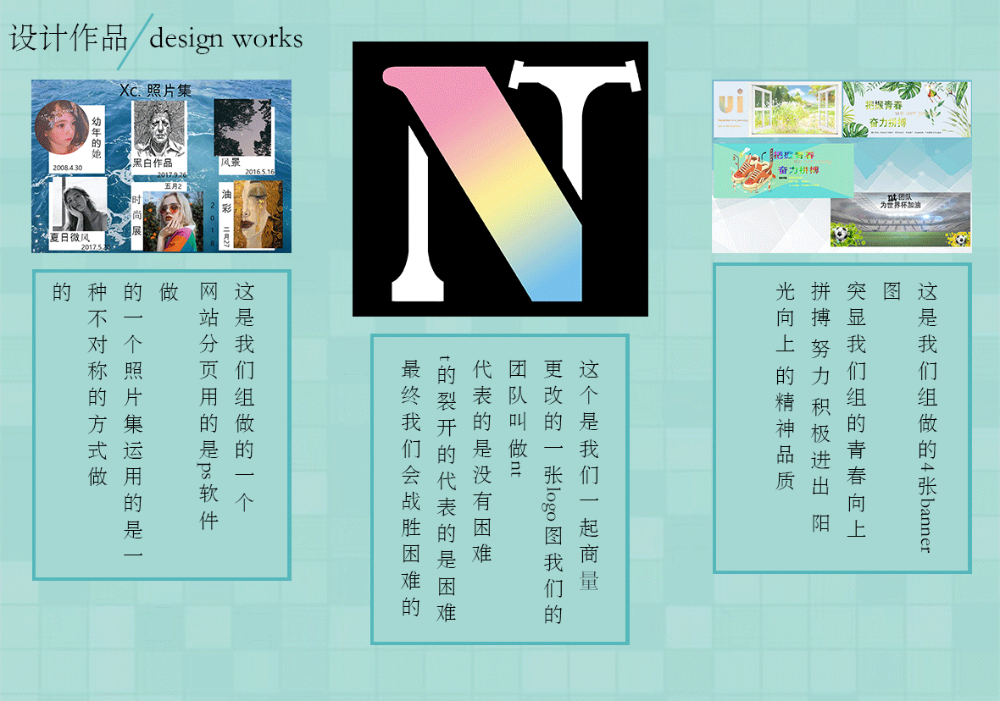 设计作品/design works
Xc. 照片集
幼年的她
2008.4.30
黑白作品
2017.9.26
风景
2016.5.16
夏日微风
2017.5.20
五月2
时尚展
2018
油彩
二月27
这是我们组做的一个
网站分页用的是ps软件
做
的一个照片集运用的是一
种不对称的方式做
的
NT
这个是我们一起商量
更改的一张logo图我们的
团队叫做nt
代表的是没有困难
t的裂开的代表的是困难
最终我们会战胜困难的
ui
把握青春
奋力拼搏
把握青春
奋力拼搏
nt团队
为世界杯加油
这是我们组做的4张banner
图
突显我们组的青春向上
拼搏努力积极进出 阳
光向上的精神品质